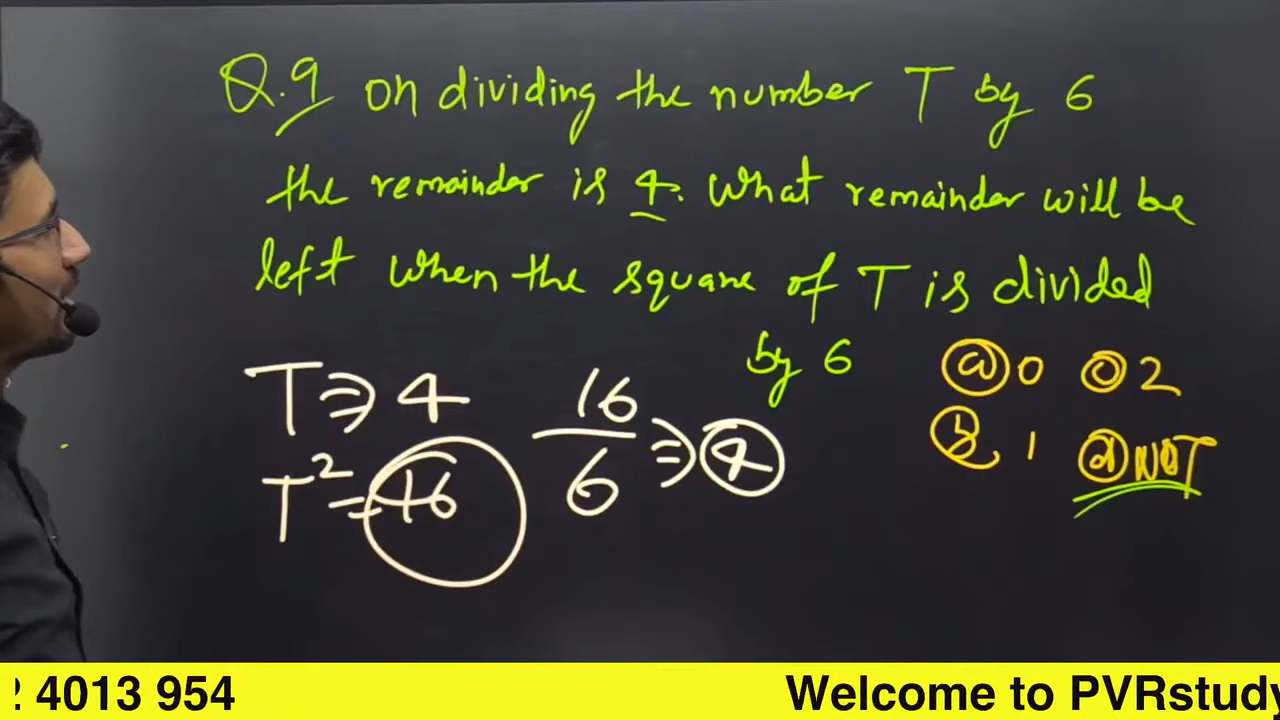 Q.9 on dividing the number T by 6
the remainder is 4. What remainder will be
left when the square of T is divided
by 6
ⓐ 0 ⓒ 2
ⓑ 1 ⓓ NOT
T ⇒ 4
T² = 16
16/6 ⇒ 4
4013 954
Welcome to PVRstudy